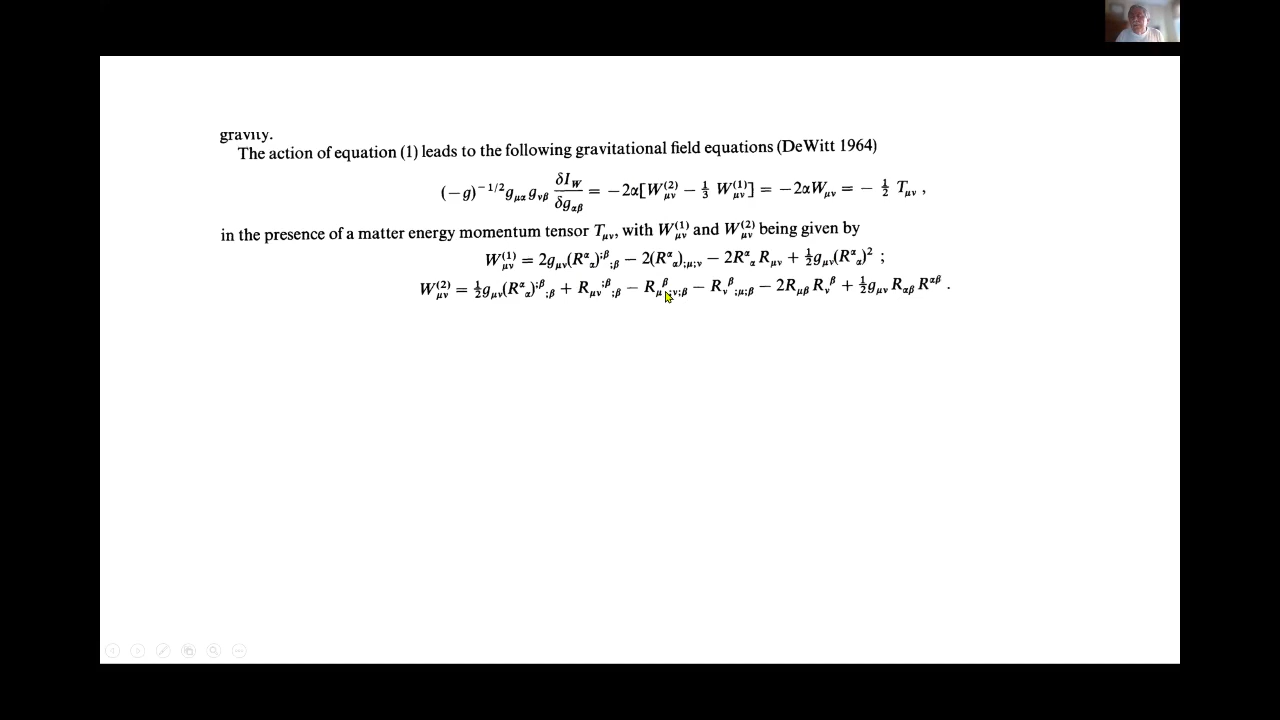 gravity.
The action of equation (1) leads to the following gravitational field equations (DeWitt 1964)
(−g)^{−1/2} g_{μα} g_{νβ} δI_W/δg_{αβ} = −2α[W^{(2)}_{μν} − 1/3 W^{(1)}_{μν}] = −2αW_{μν} = − 1/2 T_{μν} ,
in the presence of a matter energy momentum tensor T_{μν}, with W^{(1)}_{μν} and W^{(2)}_{μν} being given by
W^{(1)}_{μν} = 2g_{μν}(R^α_α)^{;β}_{;β} − 2(R^α_α)_{;μ;ν} − 2R^α_α R_{μν} + 1/2 g_{μν}(R^α_α)^2 ;
W^{(2)}_{μν} = 1/2 g_{μν}(R^α_α)^{;β}_{;β} + R_{μν}^{;β}_{;β} − R_μ^β_{;ν;β} − R_ν^β_{;μ;β} − 2R_{μβ} R_ν^β + 1/2 g_{μν} R_{αβ} R^{αβ} .